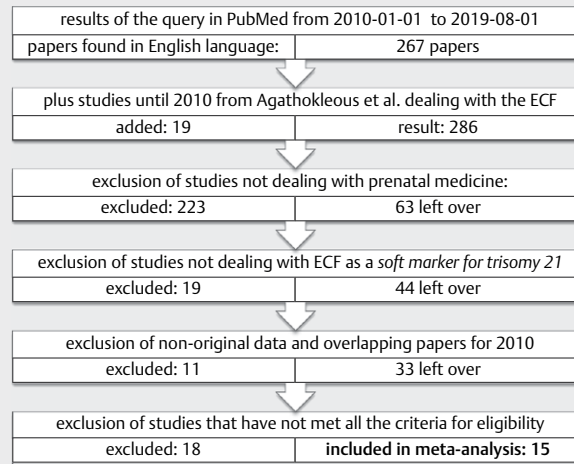 results of the query in PubMed from 2010-01-01 to 2019-08-01
papers found in English language: 267 papers
plus studies until 2010 from Agathokleous et al. dealing with the ECF
added: 19 result: 286
exclusion of studies not dealing with prenatal medicine:
excluded: 223 63 left over
exclusion of studies not dealing with ECF as a soft marker for trisomy 21
excluded: 19 44 left over
exclusion of non-original data and overlapping papers for 2010
excluded: 11 33 left over
exclusion of studies that have not met all the criteria for eligibility
excluded: 18 included in meta-analysis: 15